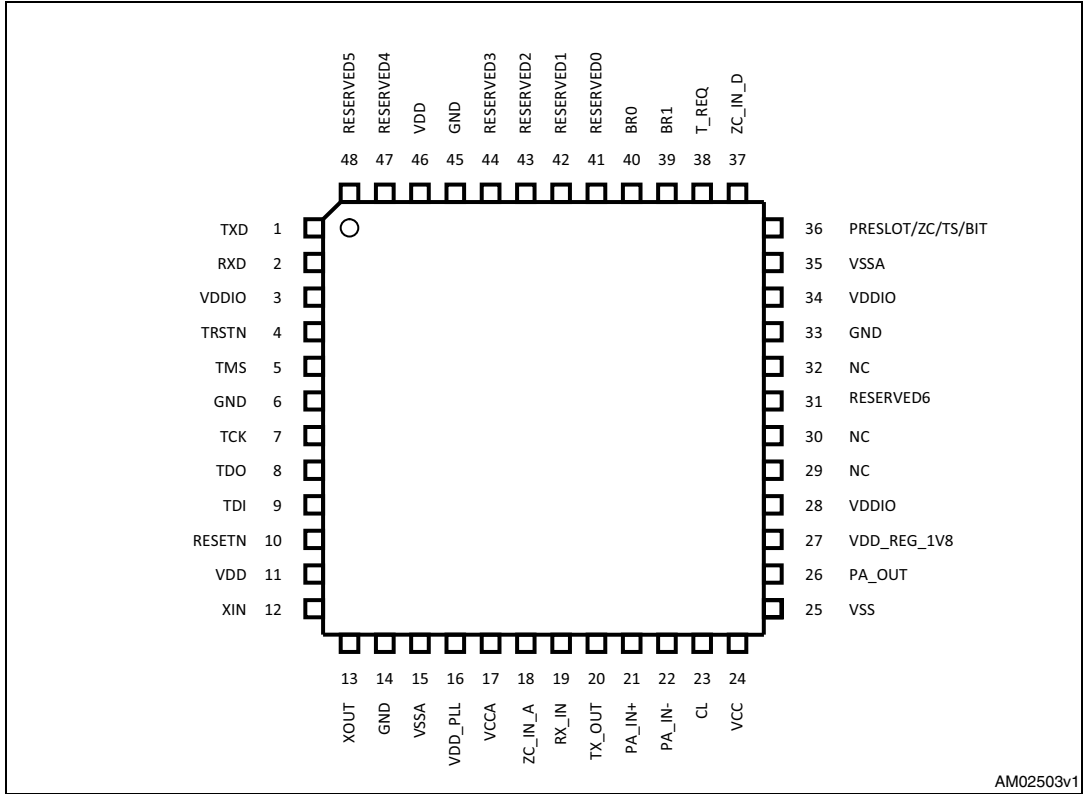 RESERVED5
RESERVED4
VDD
GND
RESERVED3
RESERVED2
RESERVED1
RESERVED0
BR0
BR1
T_REQ
ZC_IN_D
48 47 46 45 44 43 42 41 40 39 38 37
TXD 1
RXD 2
VDDIO 3
TRSTN 4
TMS 5
GND 6
TCK 7
TDO 8
TDI 9
RESETN 10
VDD 11
XIN 12
36 PRESLOT/ZC/TS/BIT
35 VSSA
34 VDDIO
33 GND
32 NC
31 RESERVED6
30 NC
29 NC
28 VDDIO
27 VDD_REG_1V8
26 PA_OUT
25 VSS
13 14 15 16 17 18 19 20 21 22 23 24
XOUT
GND
VSSA
VDD_PLL
VCCA
ZC_IN_A
RX_IN
TX_OUT
PA_IN+
PA_IN-
CL
VCC
AM02503v1